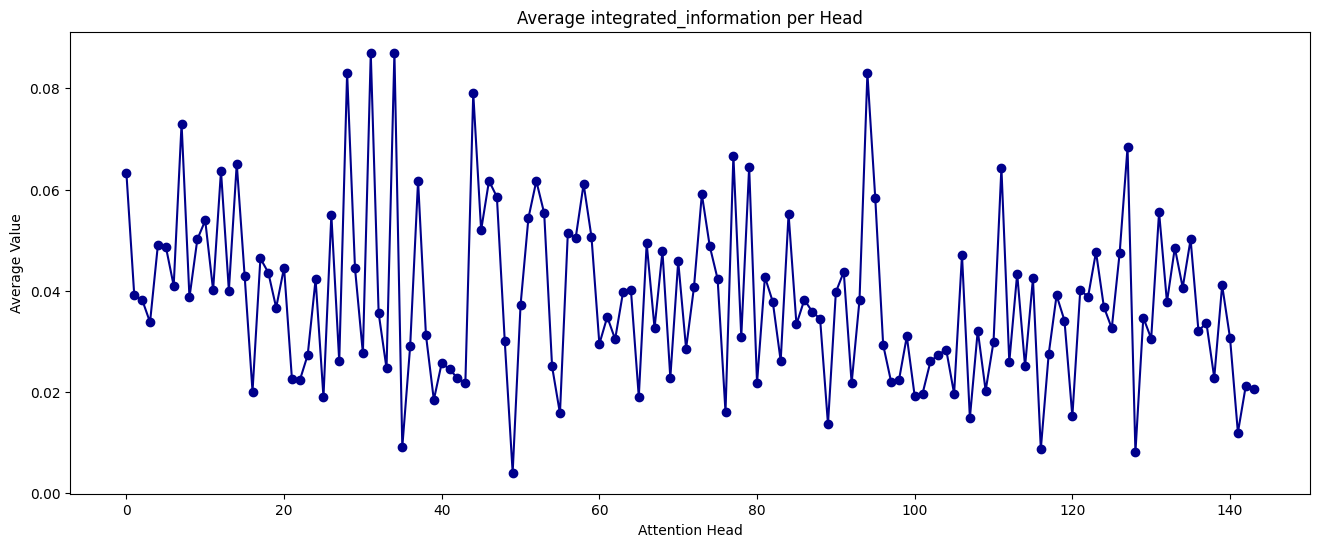 Average integrated_information per Head
Average Value
0.08
0.06
0.04
0.02
0.00
0 20 40 60 80 100 120 140
Attention Head